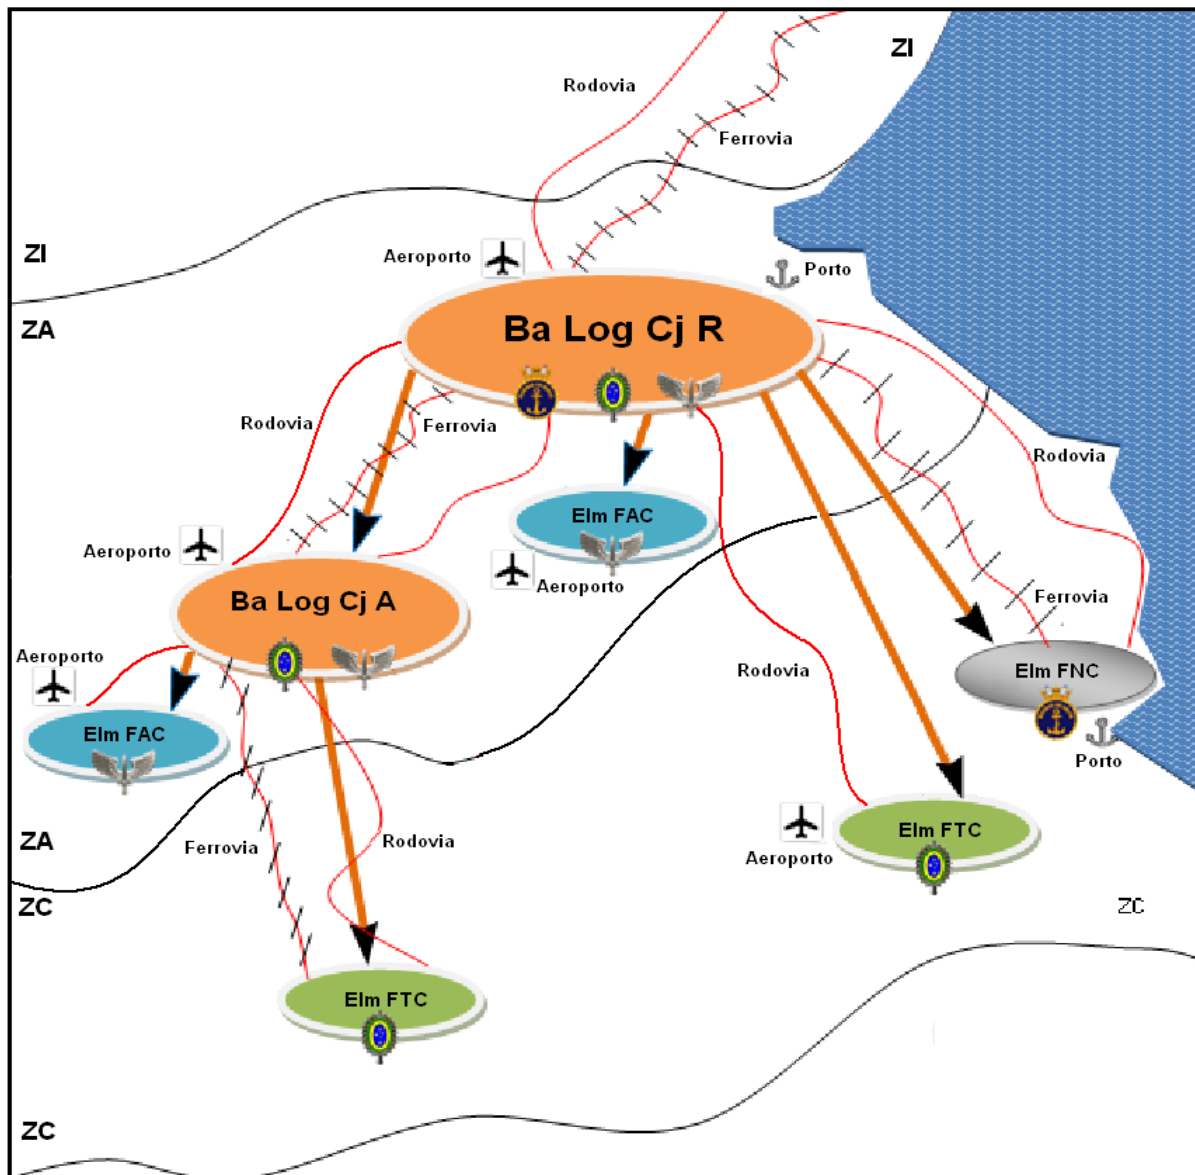 ZI
Rodovia
Ferrovia
ZI
Aeroporto
Porto
ZA
Ba Log Cj R
Rodovia
Ferrovia
Rodovia
Elm FAC
Aeroporto
Aeroporto
Ba Log Cj A
Ferrovia
Aeroporto
Rodovia
Elm FNC
Elm FAC
Porto
ZA
Ferrovia
Rodovia
Elm FTC
Aeroporto
ZC
ZC
Elm FTC
ZC